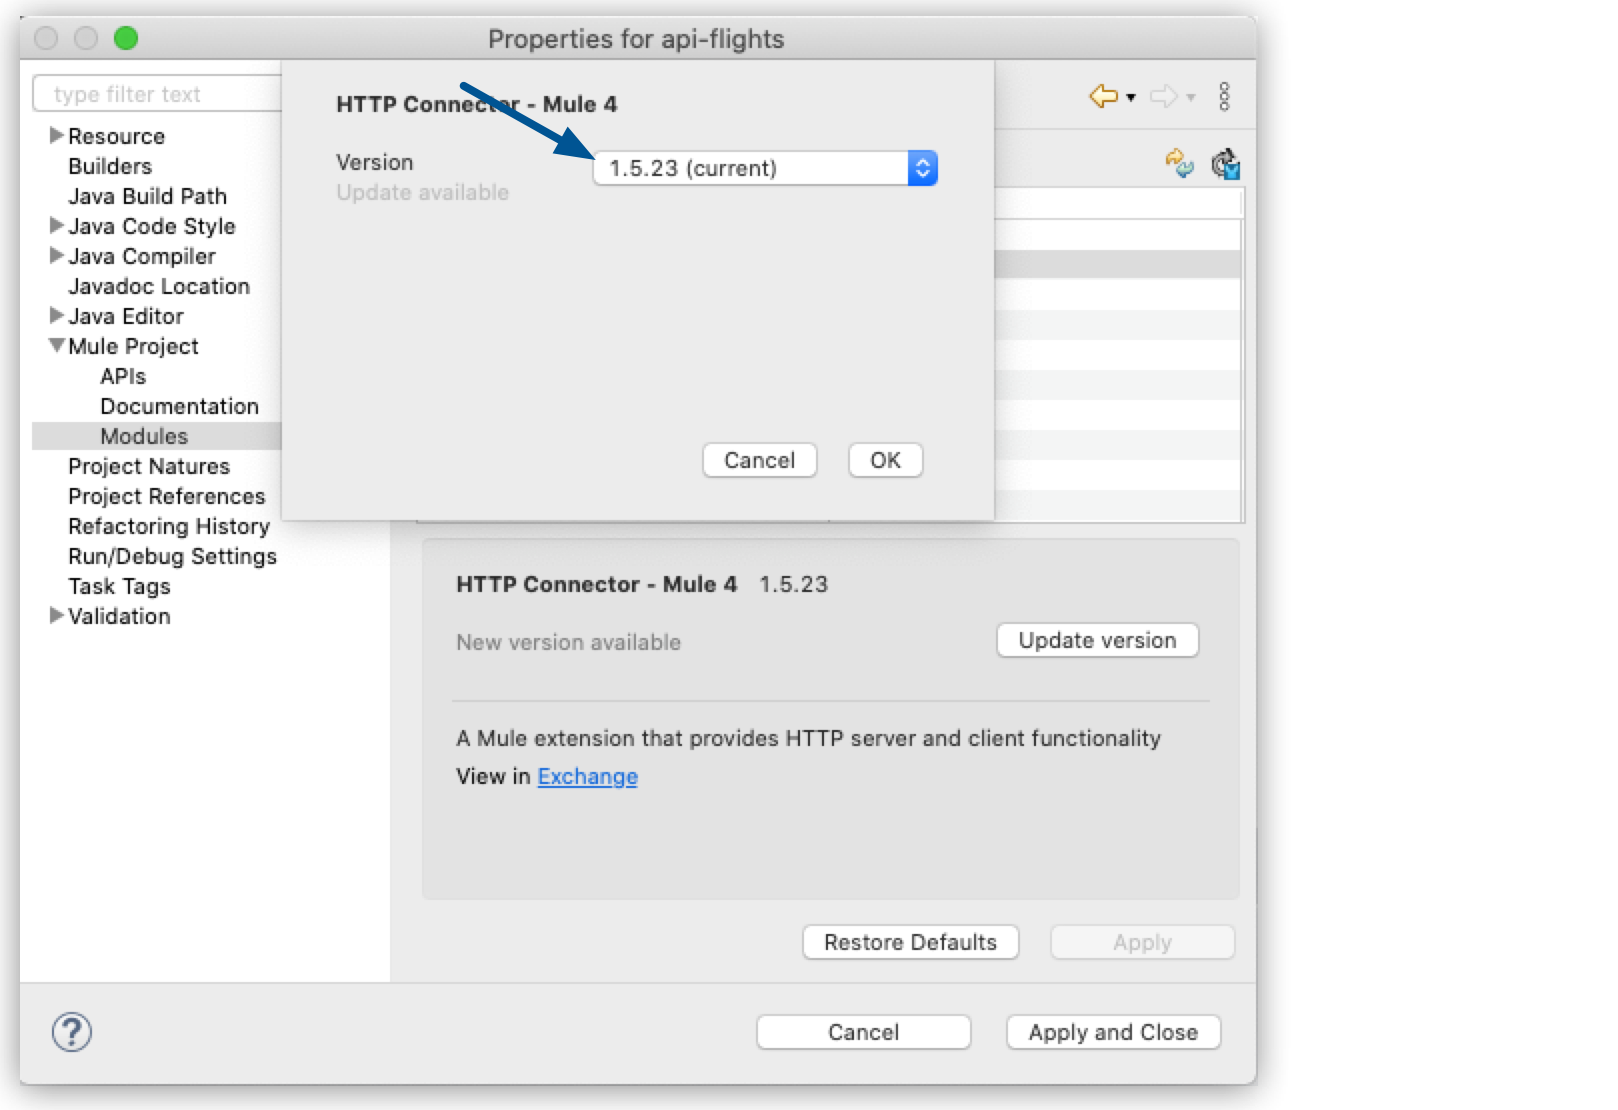 Properties for api-flights
type filter text
Resource
Builders
Java Build Path
Java Code Style
Java Compiler
Javadoc Location
Java Editor
Mule Project
APIs
Documentation
Modules
Project Natures
Project References
Refactoring History
Run/Debug Settings
Task Tags
Validation
HTTP Connector - Mule 4
Version
1.5.23 (current)
Update available
Cancel
OK
HTTP Connector - Mule 4 1.5.23
New version available
Update version
A Mule extension that provides HTTP server and client functionality
View in Exchange
Restore Defaults
Apply
?
Cancel
Apply and Close